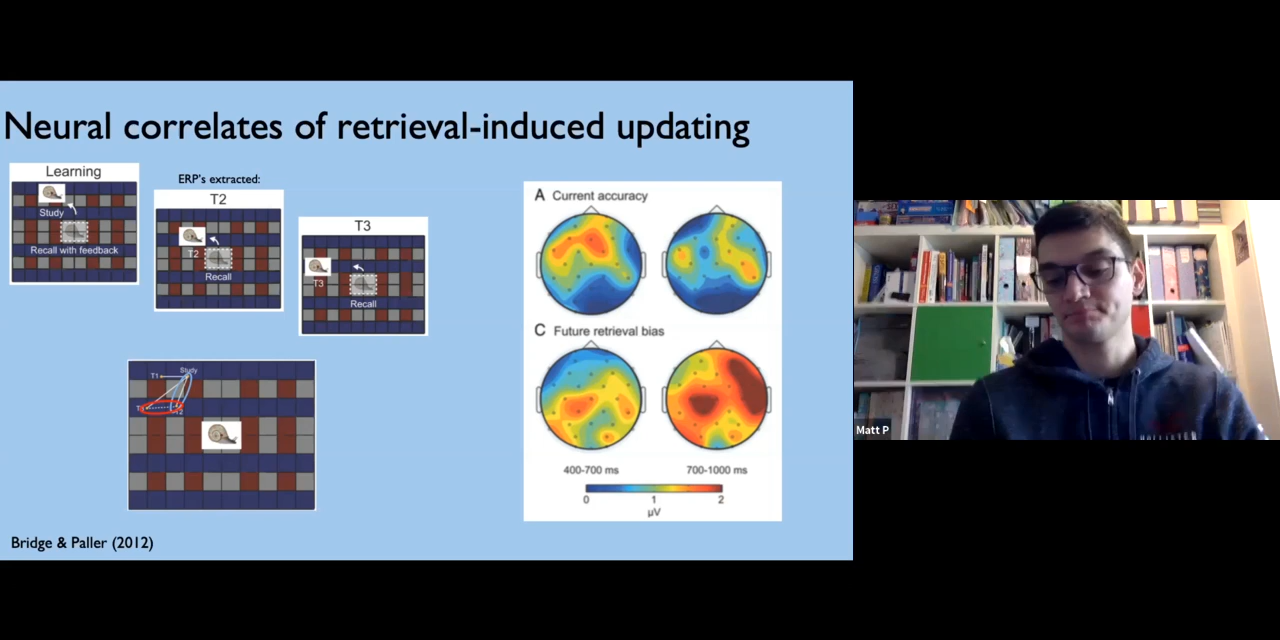 Neural correlates of retrieval-induced updating
Learning
Study
Recall with feedback
ERP's extracted:
T2
T2
Recall
T3
T3
Recall
Study
T1
A Current accuracy
C Future retrieval bias
400-700 ms
700-1000 ms
0
1
2
μV
Bridge & Paller (2012)
Matt P